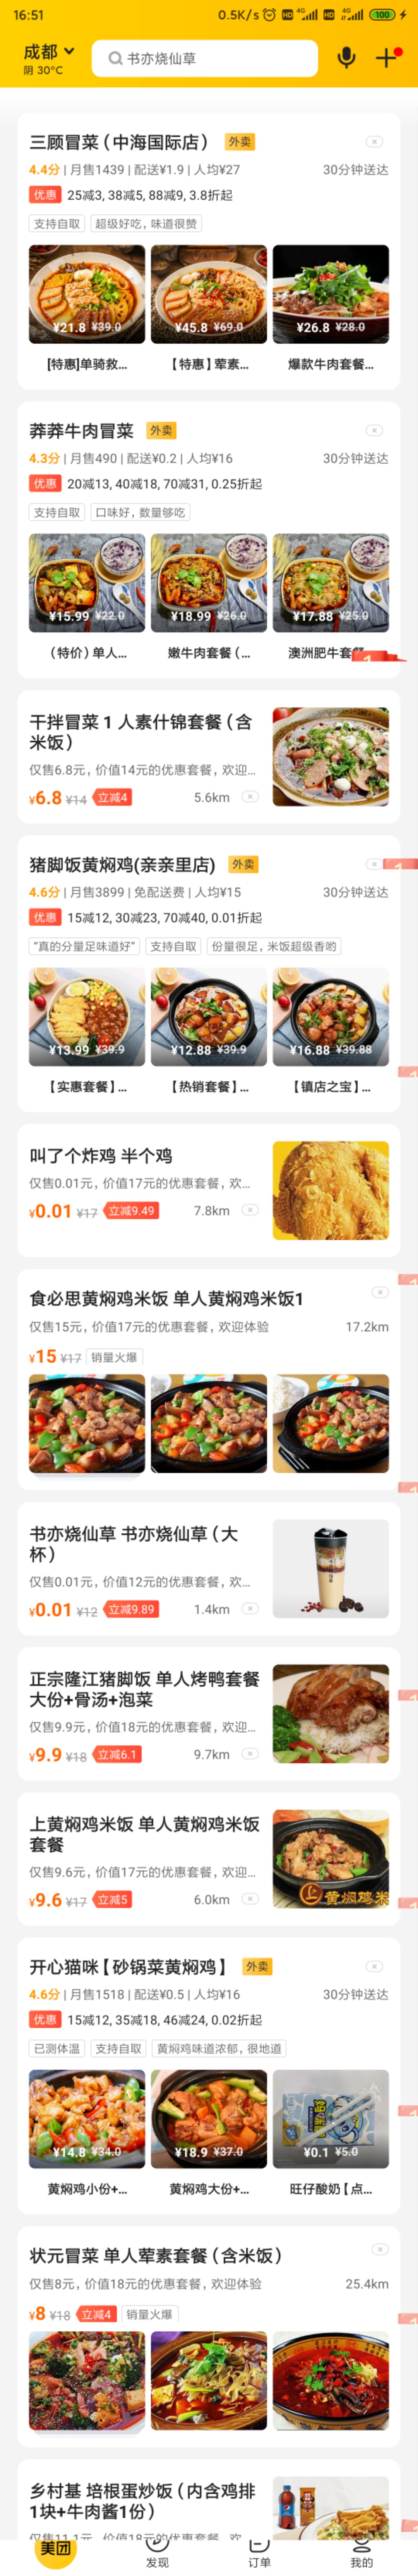 16:51
0.5K/s HD 4G HD 4G 100
成都
阴 30°C
书亦烧仙草
三顾冒菜（中海国际店） 外卖
4.4分 | 月售1439 | 配送¥1.9 | 人均¥27 30分钟送达
优惠 25减3, 38减5, 88减9, 3.8折起
支持自取 超级好吃，味道很赞
¥21.8 ¥39.0 ¥45.8 ¥69.0 ¥26.8 ¥28.0
[特惠]单骑救... 【特惠】荤素... 爆款牛肉套餐...
莽莽牛肉冒菜 外卖
4.3分 | 月售490 | 配送¥0.2 | 人均¥16 30分钟送达
优惠 20减13, 40减18, 70减31, 0.25折起
支持自取 口味好，数量够吃
¥15.99 ¥22.0 ¥18.99 ¥26.0 ¥17.88 ¥25.0
（特价）单人... 嫩牛肉套餐（... 澳洲肥牛套
干拌冒菜 1 人素什锦套餐（含
米饭）
仅售6.8元，价值14元的优惠套餐，欢迎...
¥6.8 ¥14 立减4 5.6km
猪脚饭黄焖鸡(亲亲里店) 外卖
4.6分 | 月售3899 | 免配送费 | 人均¥15 30分钟送达
优惠 15减12, 30减23, 70减40, 0.01折起
“真的分量足味道好” 支持自取 份量很足，米饭超级香哟
¥13.99 ¥39.9 ¥12.88 ¥39.9 ¥16.88 ¥39.88
【实惠套餐】... 【热销套餐】... 【镇店之宝】...
叫了个炸鸡 半个鸡
仅售0.01元，价值17元的优惠套餐，欢...
¥0.01 ¥17 立减9.49 7.8km
食必思黄焖鸡米饭 单人黄焖鸡米饭1
仅售15元，价值17元的优惠套餐，欢迎体验 17.2km
¥15 ¥17 销量火爆
书亦烧仙草 书亦烧仙草（大
杯）
仅售0.01元，价值12元的优惠套餐，欢...
¥0.01 ¥12 立减9.89 1.4km
正宗隆江猪脚饭 单人烤鸭套餐
大份+骨汤+泡菜
仅售9.9元，价值18元的优惠套餐，欢迎...
¥9.9 ¥18 立减6.1 9.7km
上黄焖鸡米饭 单人黄焖鸡米饭
套餐
仅售9.6元，价值17元的优惠套餐，欢迎...
¥9.6 ¥17 立减5 6.0km
上 黄焖鸡米
开心猫咪【砂锅菜黄焖鸡】 外卖
4.6分 | 月售1518 | 配送¥0.5 | 人均¥16 30分钟送达
优惠 15减12, 35减18, 46减24, 0.02折起
已测体温 支持自取 黄焖鸡味道浓郁，很地道
¥14.8 ¥34.0 ¥18.9 ¥37.0 ¥0.1 ¥5.0
黄焖鸡小份+... 黄焖鸡大份+... 旺仔酸奶【点...
状元冒菜 单人荤素套餐（含米饭）
仅售8元，价值18元的优惠套餐，欢迎体验 25.4km
¥8 ¥18 立减4 销量火爆
乡村基 培根蛋炒饭（内含鸡排
1块+牛肉酱1份）
仅售11.1元，价值18元的优惠套餐，欢
美团 发现 订单 我的